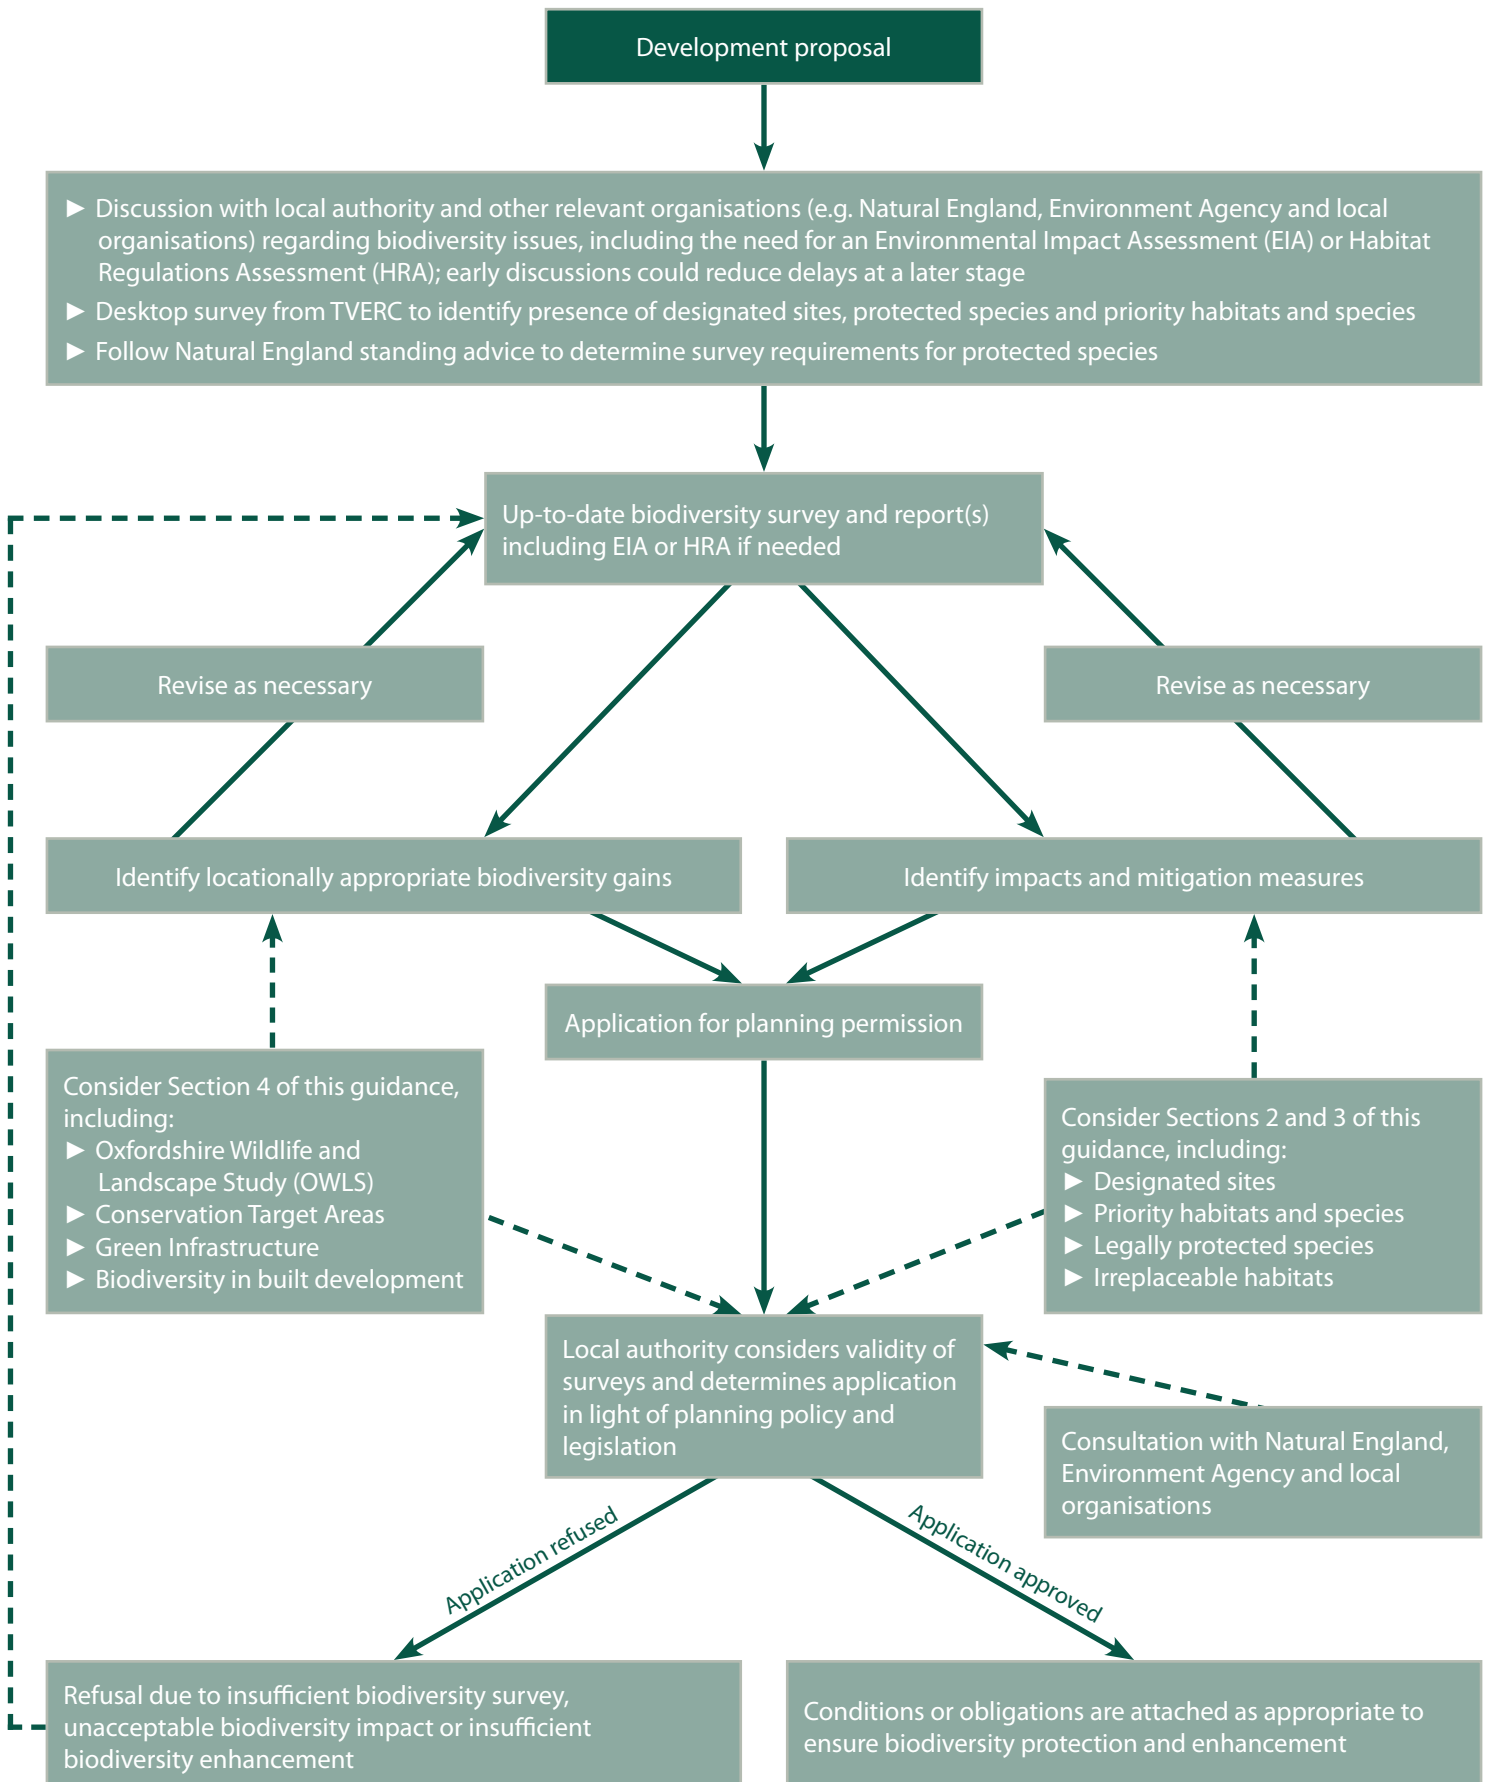 Development proposal
► Discussion with local authority and other relevant organisations (e.g. Natural England, Environment Agency and local
organisations) regarding biodiversity issues, including the need for an Environmental Impact Assessment (EIA) or Habitat
Regulations Assessment (HRA); early discussions could reduce delays at a later stage
► Desktop survey from TVERC to identify presence of designated sites, protected species and priority habitats and species
► Follow Natural England standing advice to determine survey requirements for protected species
Up-to-date biodiversity survey and report(s)
including EIA or HRA if needed
Revise as necessary
Revise as necessary
Identify locationally appropriate biodiversity gains
Identify impacts and mitigation measures
Application for planning permission
Consider Section 4 of this guidance,
including:
► Oxfordshire Wildlife and
Landscape Study (OWLS)
► Conservation Target Areas
► Green Infrastructure
► Biodiversity in built development
Consider Sections 2 and 3 of this
guidance, including:
► Designated sites
► Priority habitats and species
► Legally protected species
► Irreplaceable habitats
Local authority considers validity of
surveys and determines application
in light of planning policy and
legislation
Consultation with Natural England,
Environment Agency and local
organisations
Application refused
Application approved
Refusal due to insufficient biodiversity survey,
unacceptable biodiversity impact or insufficient
biodiversity enhancement
Conditions or obligations are attached as appropriate to
ensure biodiversity protection and enhancement